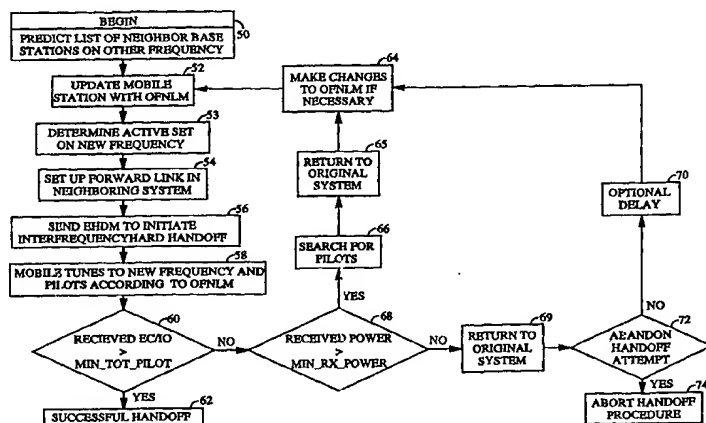 BEGIN
PREDICT LIST OF NEIGHBOR BASE
STATIONS ON OTHER FREQUENCY
50
52
UPDATE MOBILE
STATION WITH OFNLM
53
DETERMINE ACTIVE SET
ON NEW FREQUENCY
54
SET UP FORWARD LINK IN
NEIGHBORING SYSTEM
56
SEND EHDM TO INITIATE
INTERFREQUENCYHARD HANDOFF
58
MOBILE TUNES TO NEW FREQUENCY AND
PILOTS ACCORDING TO OFNLM
60
RECIEVED EC/IO
>
MIN_TOT_PILOT
NO
YES
62
SUCCESSFUL HANDOFF
64
MAKE CHANGES
TO OFNLM IF
NECESSARY
65
RETURN TO
ORIGINAL
SYSTEM
66
SEARCH FOR
PILOTS
YES
68
RECEIVED POWER
>
MIN_RX_POWER
NO
69
RETURN TO
ORIGINAL
SYSTEM
70
OPTIONAL
DELAY
NO
72
ABANDON
HANDOFF
ATTEMPT
YES
74
ABORT HANDOFF
PROCEDURE